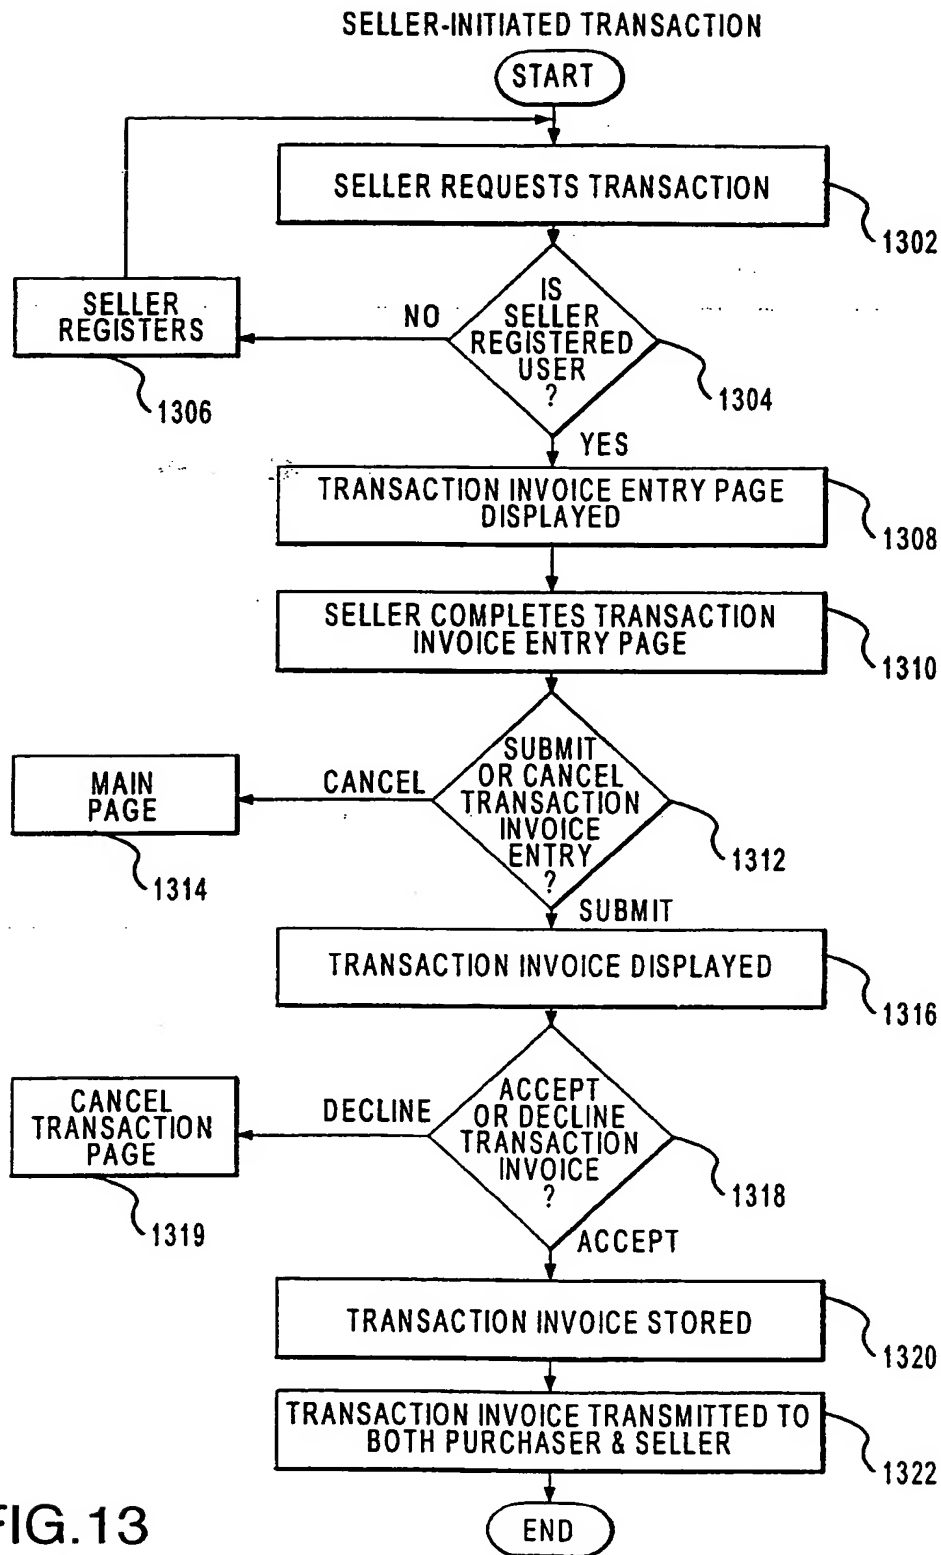 SELLER-INITIATED TRANSACTION
START
SELLER REQUESTS TRANSACTION
1302
IS
SELLER
REGISTERED
USER
?
1304
NO
SELLER
REGISTERS
1306
YES
TRANSACTION INVOICE ENTRY PAGE
DISPLAYED
1308
SELLER COMPLETES TRANSACTION
INVOICE ENTRY PAGE
1310
SUBMIT
OR CANCEL
TRANSACTION
INVOICE
ENTRY
?
1312
CANCEL
MAIN
PAGE
1314
SUBMIT
TRANSACTION INVOICE DISPLAYED
1316
ACCEPT
OR DECLINE
TRANSACTION
INVOICE
?
1318
DECLINE
CANCEL
TRANSACTION
PAGE
1319
ACCEPT
TRANSACTION INVOICE STORED
1320
TRANSACTION INVOICE TRANSMITTED TO
BOTH PURCHASER & SELLER
1322
END
FIG.13